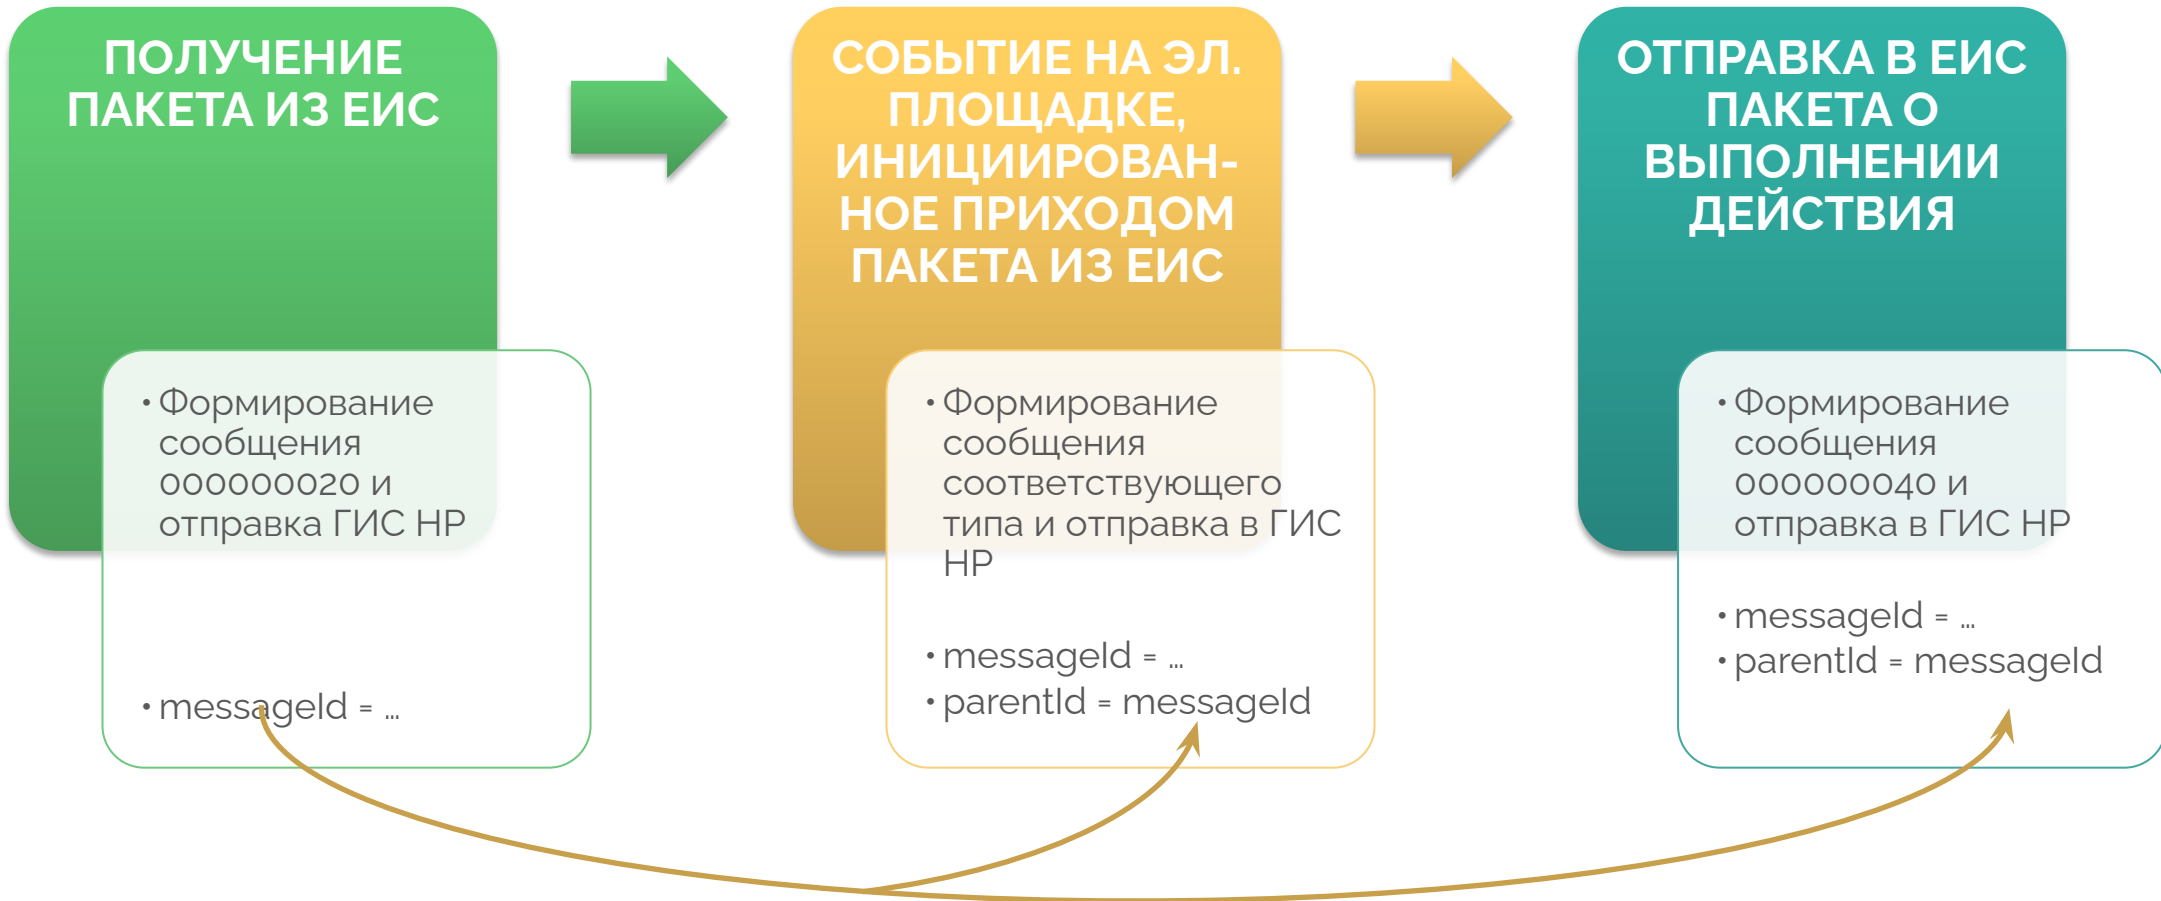 ПОЛУЧЕНИЕ
ПАКЕТА ИЗ ЕИС
• Формирование
сообщения
000000020 и
отправка ГИС НР
• messageId = ...
СОБЫТИЕ НА ЭЛ.
ПЛОЩАДКЕ,
ИНИЦИИРОВАН-
НОЕ ПРИХОДОМ
ПАКЕТА ИЗ ЕИС
• Формирование
сообщения
соответствующего
типа и отправка в ГИС
НР
• messageId = ...
• parentId = messageId
ОТПРАВКА В ЕИС
ПАКЕТА О
ВЫПОЛНЕНИИ
ДЕЙСТВИЯ
• Формирование
сообщения
000000040 и
отправка в ГИС НР
• messageId = ...
• parentId = messageId